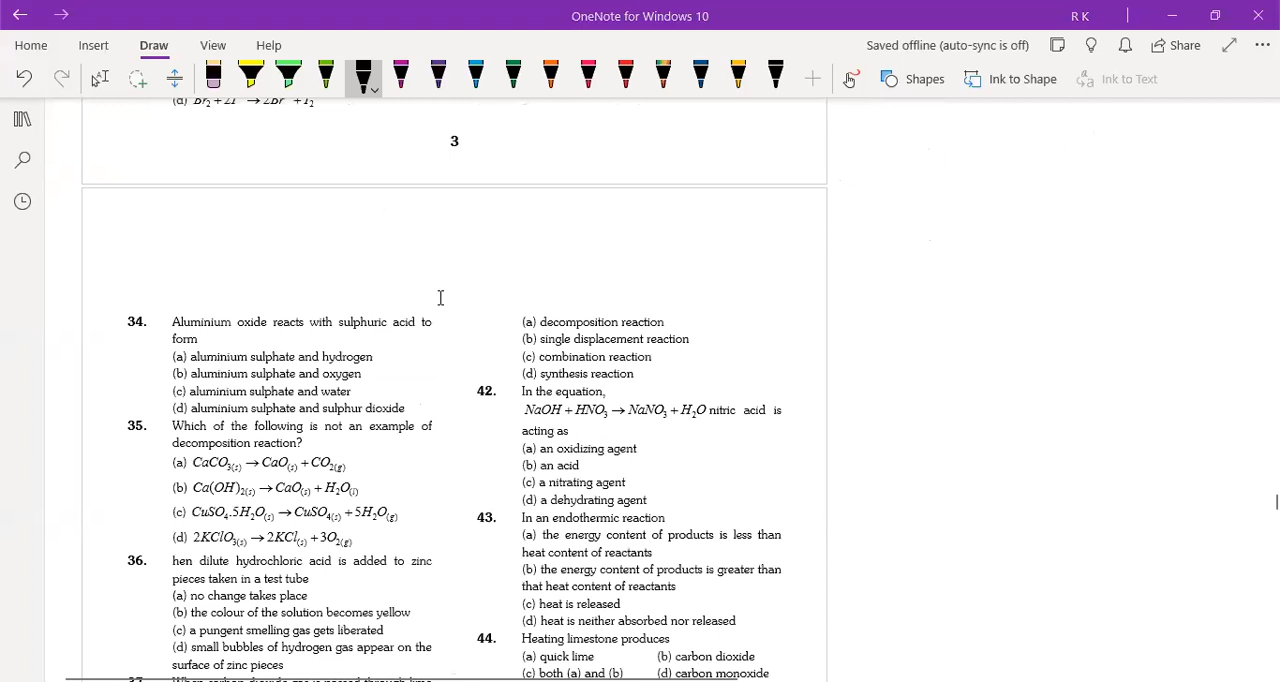 OneNote for Windows 10
R K
Home Insert Draw View Help
Saved offline (auto-sync is off) Share
Shapes Ink to Shape Ink to Text
(d) Br₂ + 2I → 2Br + I₂
3
34. Aluminium oxide reacts with sulphuric acid to
form
(a) aluminium sulphate and hydrogen
(b) aluminium sulphate and oxygen
(c) aluminium sulphate and water
(d) aluminium sulphate and sulphur dioxide
35. Which of the following is not an example of
decomposition reaction?
(a) CaCO₃₍ₛ₎ → CaO₍ₛ₎ + CO₂(g)
(b) Ca(OH)₂₍ₛ₎ → CaO₍ₛ₎ + H₂O(l)
(c) CuSO₄.5H₂O₍ₛ₎ → CuSO₄₍ₛ₎ + 5H₂O(g)
(d) 2KClO₃₍ₛ₎ → 2KCl₍ₛ₎ + 3O₂(g)
36. hen dilute hydrochloric acid is added to zinc
pieces taken in a test tube
(a) no change takes place
(b) the colour of the solution becomes yellow
(c) a pungent smelling gas gets liberated
(d) small bubbles of hydrogen gas appear on the
surface of zinc pieces
37. When carbon dioxide gas is passed through lime
(a) decomposition reaction
(b) single displacement reaction
(c) combination reaction
(d) synthesis reaction
42. In the equation,
NaOH + HNO₃ → NaNO₃ + H₂O nitric acid is
acting as
(a) an oxidizing agent
(b) an acid
(c) a nitrating agent
(d) a dehydrating agent
43. In an endothermic reaction
(a) the energy content of products is less than
heat content of reactants
(b) the energy content of products is greater than
that heat content of reactants
(c) heat is released
(d) heat is neither absorbed nor released
44. Heating limestone produces
(a) quick lime (b) carbon dioxide
(c) both (a) and (b) (d) carbon monoxide